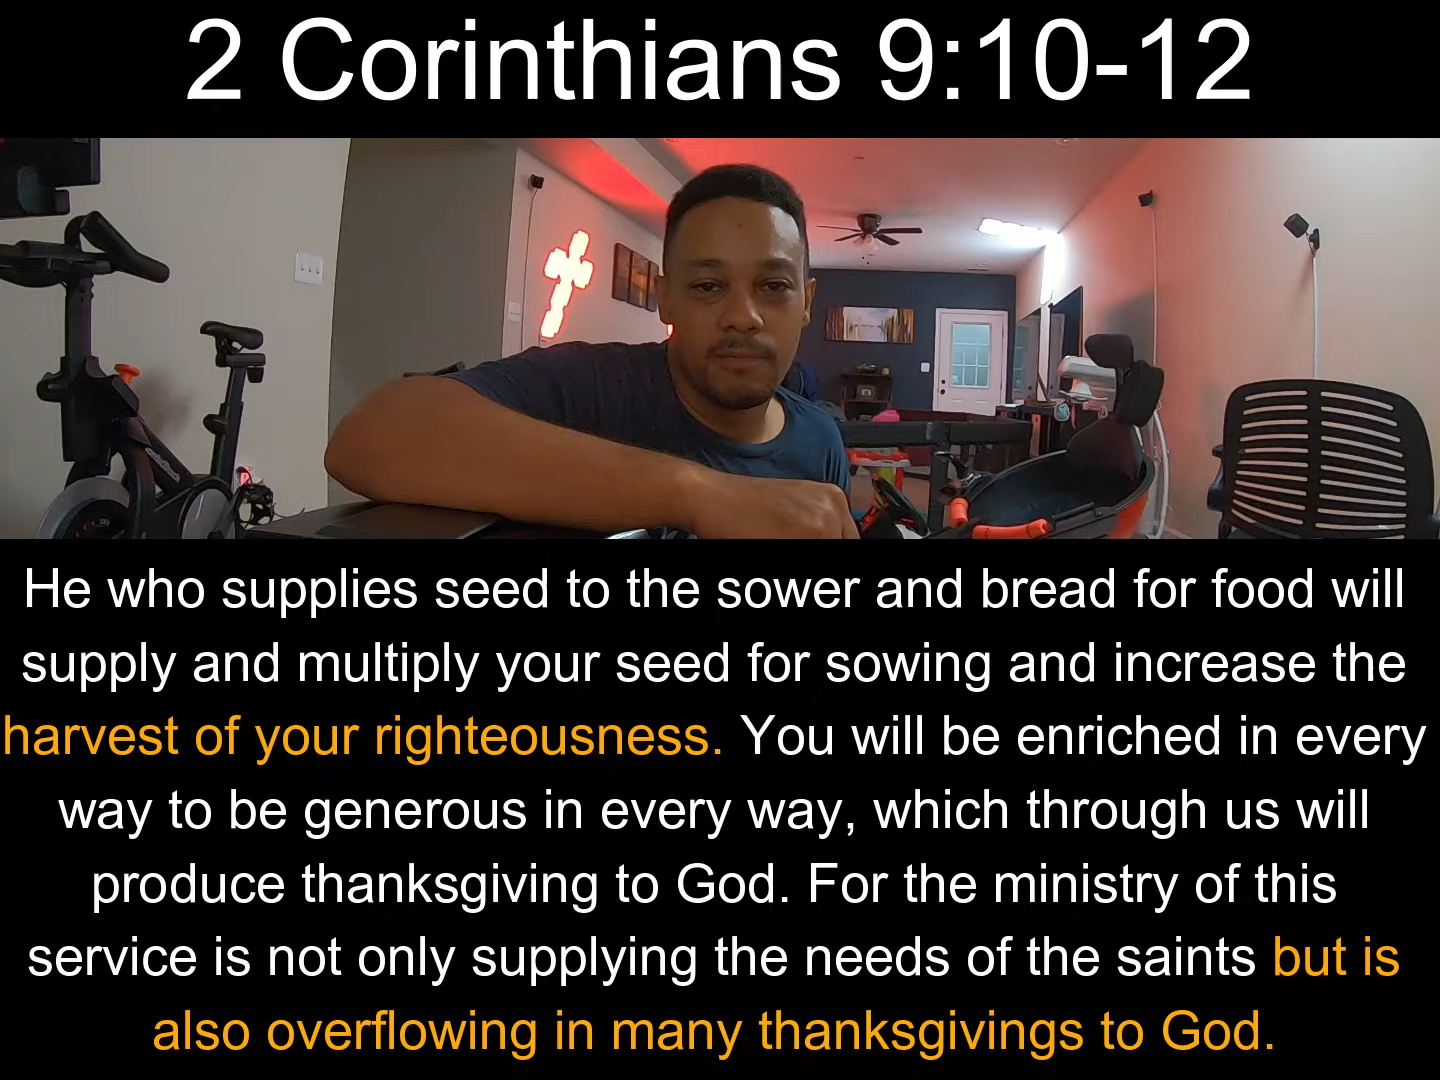 2 Corinthians 9:10-12
He who supplies seed to the sower and bread for food will
supply and multiply your seed for sowing and increase the
harvest of your righteousness. You will be enriched in every
way to be generous in every way, which through us will
produce thanksgiving to God. For the ministry of this
service is not only supplying the needs of the saints but is
also overflowing in many thanksgivings to God.